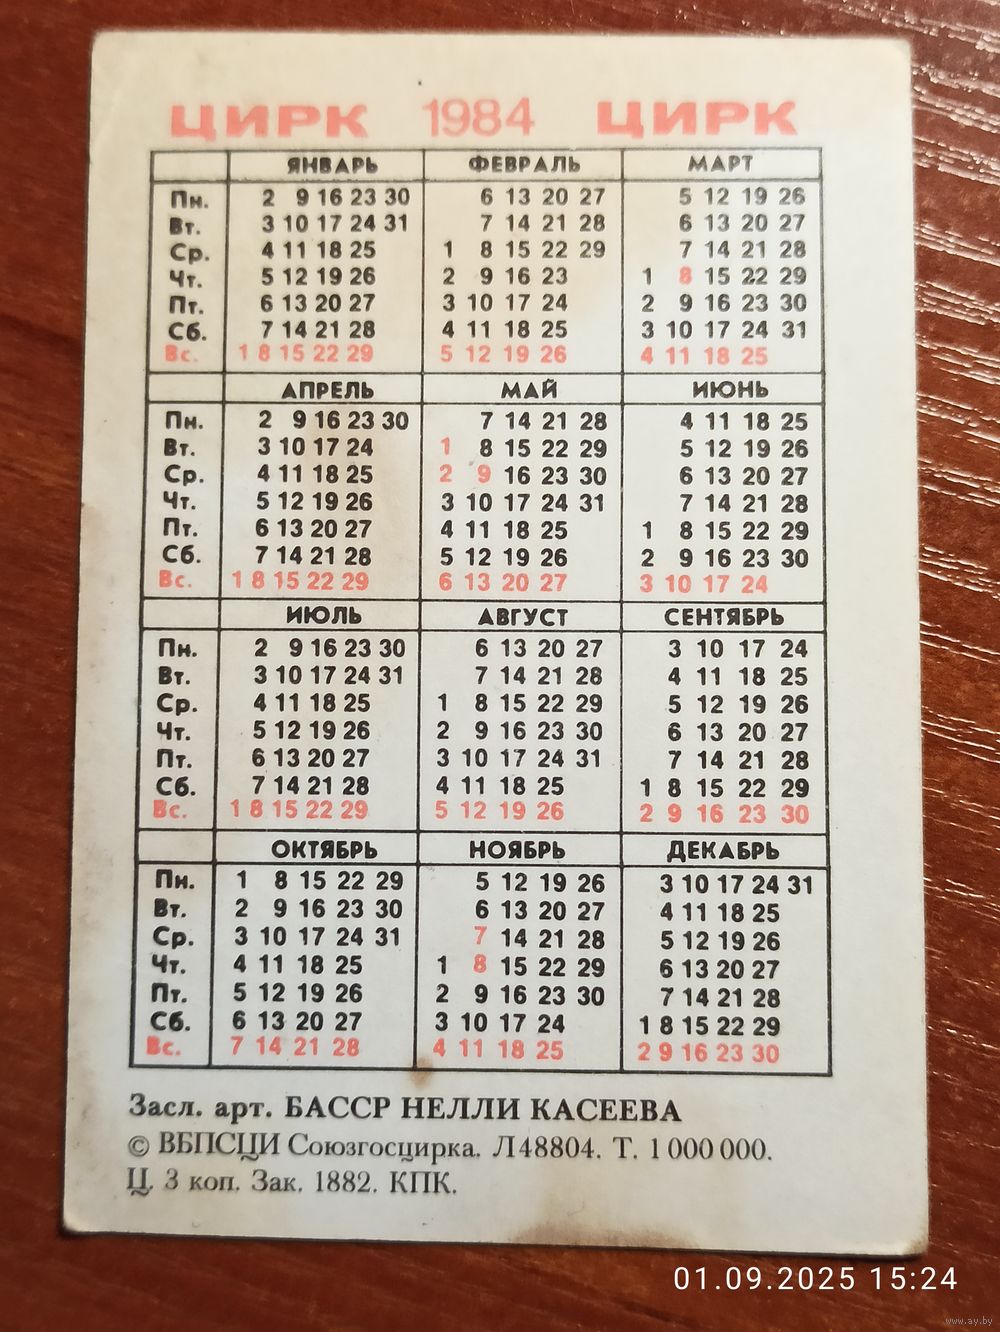 ЦИРК 1984 ЦИРК
ЯНВАРЬ ФЕВРАЛЬ МАРТ
Пн. 2 9 16 23 30 6 13 20 27 5 12 19 26
Вт. 3 10 17 24 31 7 14 21 28 6 13 20 27
Ср. 4 11 18 25 1 8 15 22 29 7 14 21 28
Чт. 5 12 19 26 2 9 16 23 1 8 15 22 29
Пт. 6 13 20 27 3 10 17 24 2 9 16 23 30
Сб. 7 14 21 28 4 11 18 25 3 10 17 24 31
Вс. 1 8 15 22 29 5 12 19 26 4 11 18 25
АПРЕЛЬ МАЙ ИЮНЬ
Пн. 2 9 16 23 30 7 14 21 28 4 11 18 25
Вт. 3 10 17 24 1 8 15 22 29 5 12 19 26
Ср. 4 11 18 25 2 9 16 23 30 6 13 20 27
Чт. 5 12 19 26 3 10 17 24 31 7 14 21 28
Пт. 6 13 20 27 4 11 18 25 1 8 15 22 29
Сб. 7 14 21 28 5 12 19 26 2 9 16 23 30
Вс. 1 8 15 22 29 6 13 20 27 3 10 17 24
ИЮЛЬ АВГУСТ СЕНТЯБРЬ
Пн. 2 9 16 23 30 6 13 20 27 3 10 17 24
Вт. 3 10 17 24 31 7 14 21 28 4 11 18 25
Ср. 4 11 18 25 1 8 15 22 29 5 12 19 26
Чт. 5 12 19 26 2 9 16 23 30 6 13 20 27
Пт. 6 13 20 27 3 10 17 24 31 7 14 21 28
Сб. 7 14 21 28 4 11 18 25 1 8 15 22 29
Вс. 1 8 15 22 29 5 12 19 26 2 9 16 23 30
ОКТЯБРЬ НОЯБРЬ ДЕКАБРЬ
Пн. 1 8 15 22 29 5 12 19 26 3 10 17 24 31
Вт. 2 9 16 23 30 6 13 20 27 4 11 18 25
Ср. 3 10 17 24 31 7 14 21 28 5 12 19 26
Чт. 4 11 18 25 1 8 15 22 29 6 13 20 27
Пт. 5 12 19 26 2 9 16 23 30 7 14 21 28
Сб. 6 13 20 27 3 10 17 24 1 8 15 22 29
Вс. 7 14 21 28 4 11 18 25 2 9 16 23 30
Засл. арт. БАССР НЕЛЛИ КАСЕЕВА
© ВБПСЦИ Союзгосцирка. Л48804. Т. 1 000 000.
Ц. 3 коп. Зак. 1882. КПК.
01.09.2025 15:24
www.ay.by